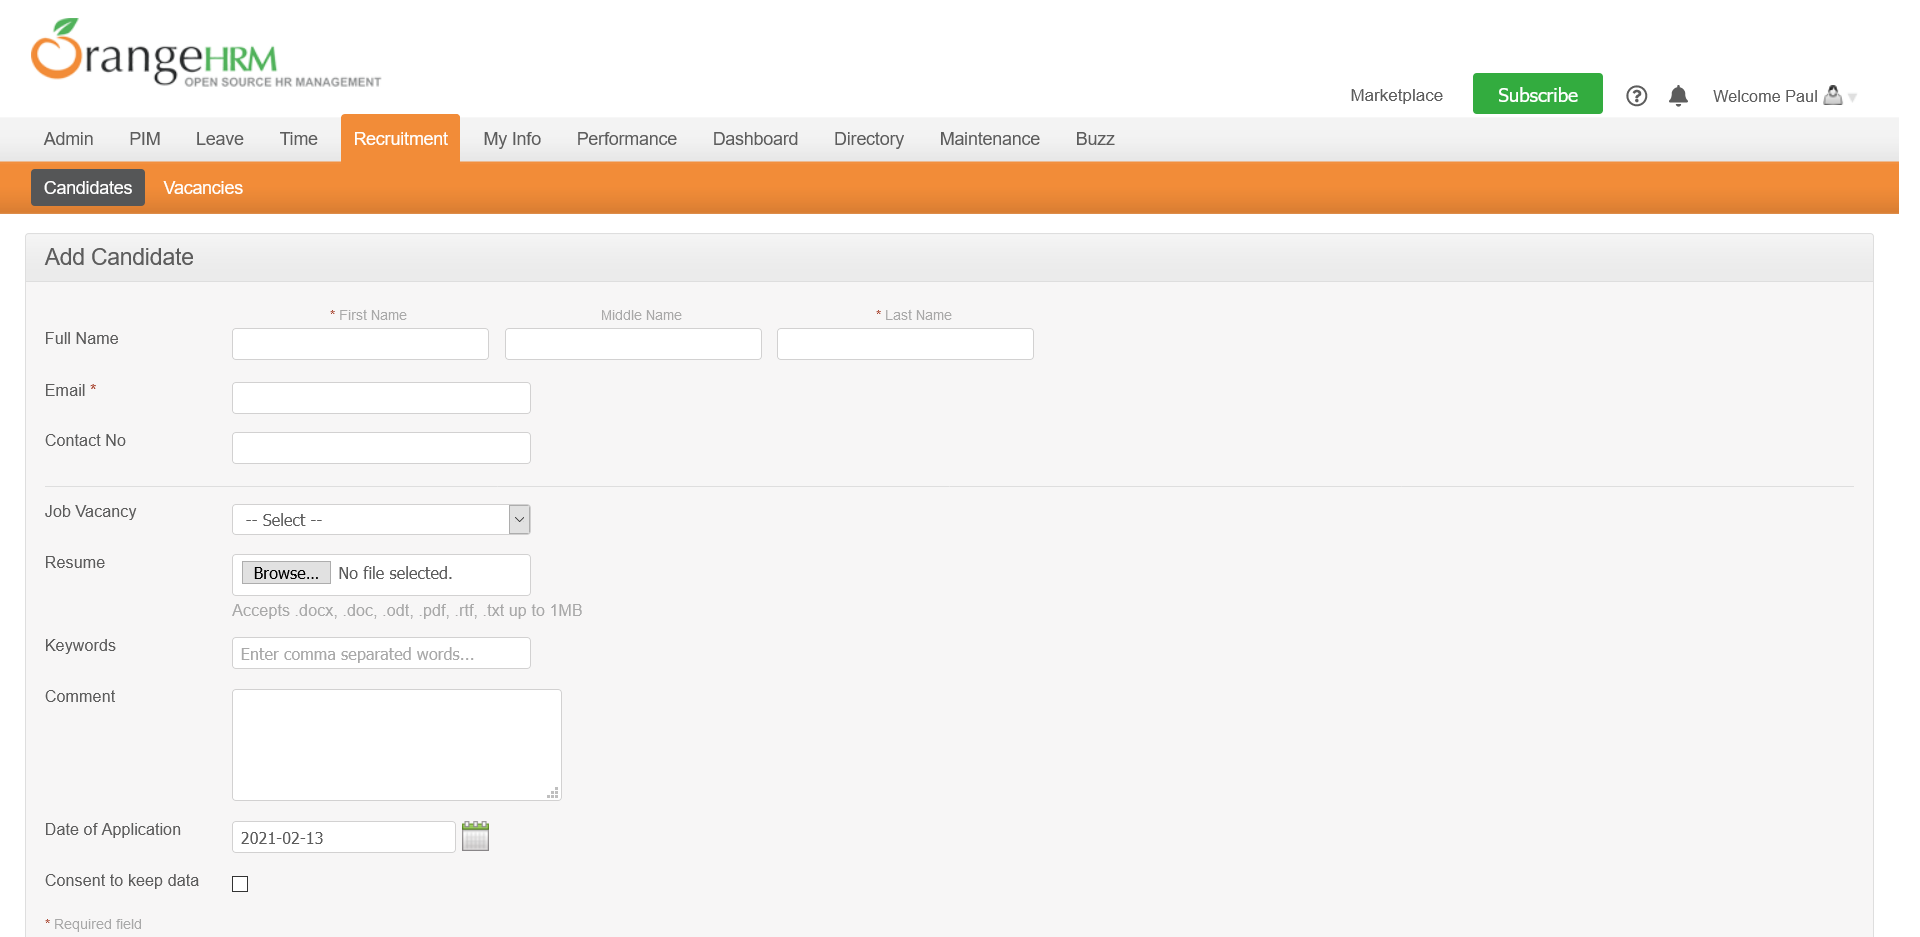 OrangeHRM
OPEN SOURCE HR MANAGEMENT
Marketplace Subscribe Welcome Paul
Admin PIM Leave Time Recruitment My Info Performance Dashboard Directory Maintenance Buzz
Candidates Vacancies
Add Candidate
* First Name Middle Name * Last Name
Full Name
Email *
Contact No
Job Vacancy -- Select --
Resume Browse... No file selected.
Accepts .docx, .doc, .odt, .pdf, .rtf, .txt up to 1MB
Keywords Enter comma separated words...
Comment
Date of Application 2021-02-13
Consent to keep data
* Required field